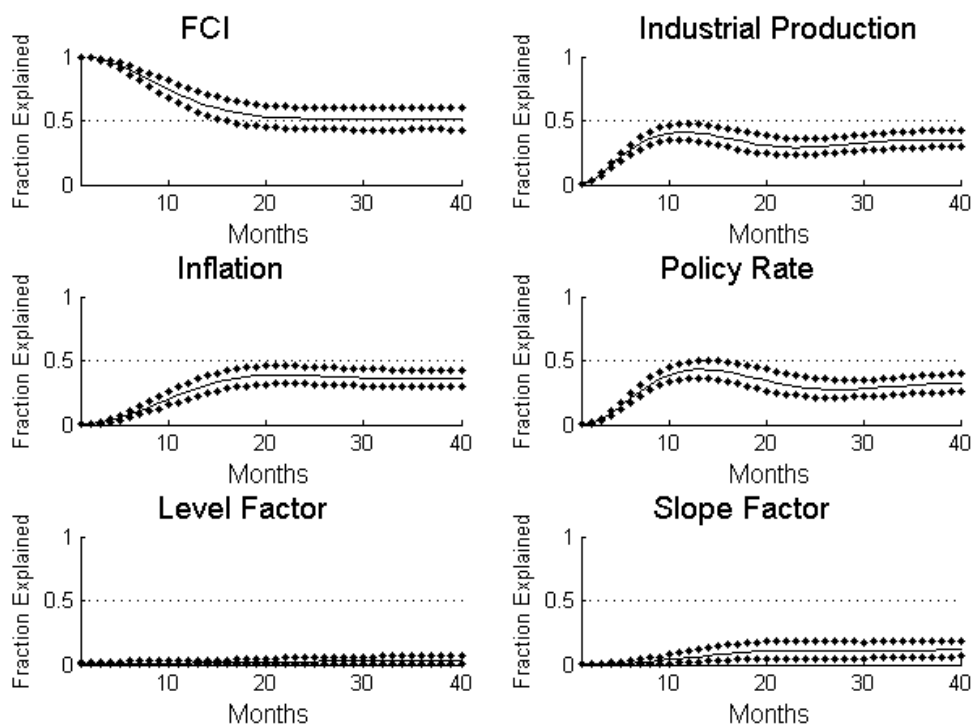 FCI
Fraction Explained
1
0.5
0
10 20 30 40
Months
Industrial Production
Fraction Explained
1
0.5
0
10 20 30 40
Months
Inflation
Fraction Explained
1
0.5
0
10 20 30 40
Months
Policy Rate
Fraction Explained
1
0.5
0
10 20 30 40
Months
Level Factor
Fraction Explained
1
0.5
0
10 20 30 40
Months
Slope Factor
Fraction Explained
1
0.5
0
10 20 30 40
Months